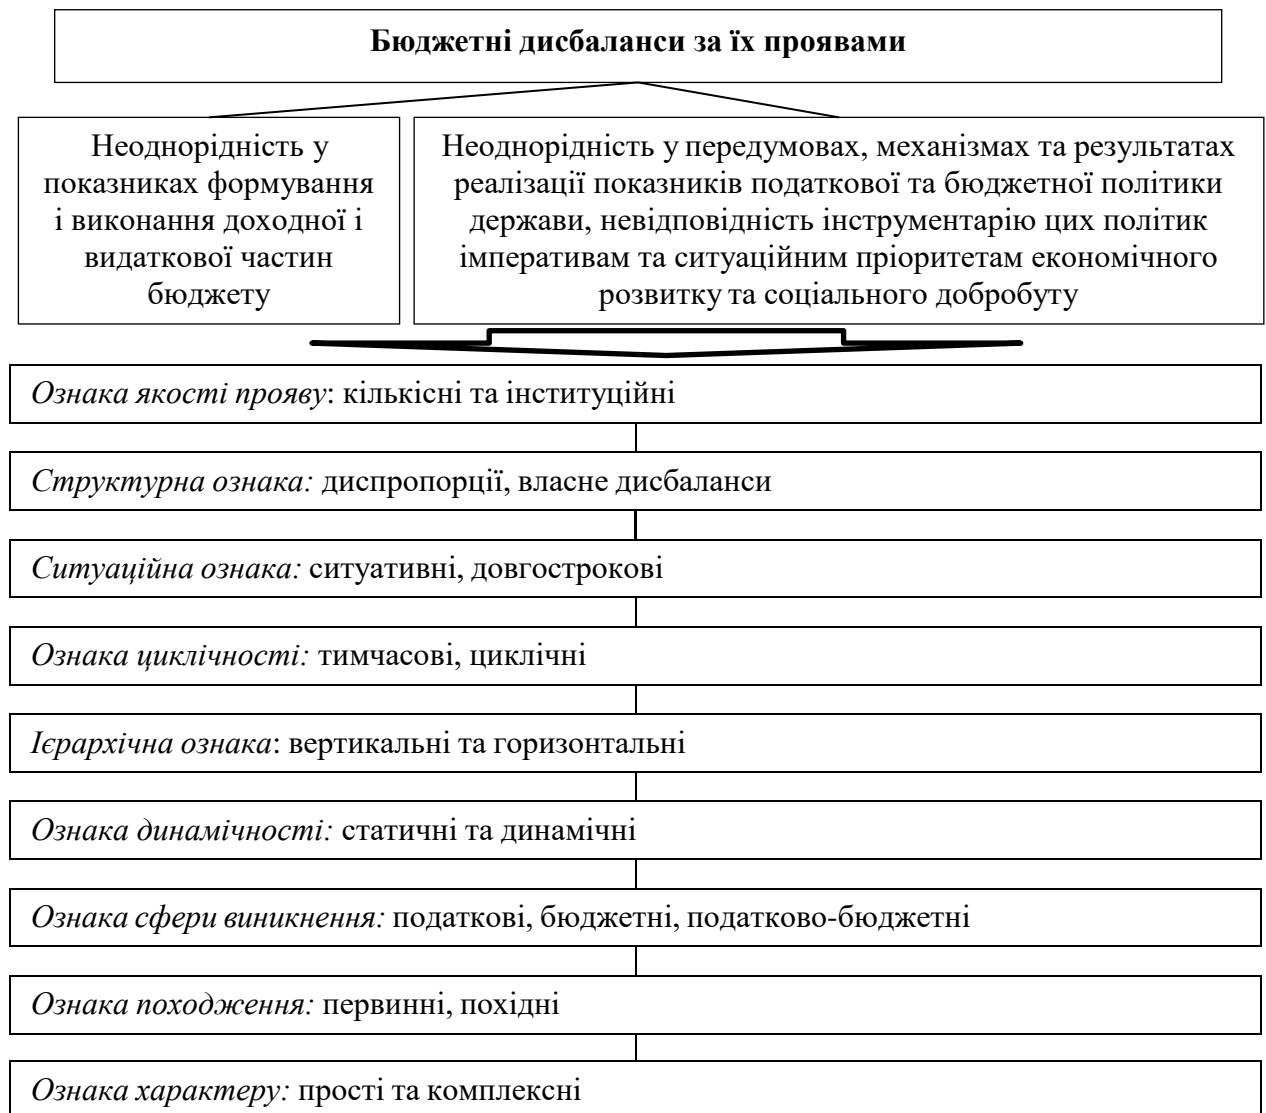 Бюджетні дисбаланси за їх проявами
Неоднорідність у
показниках формування
і виконання доходної і
видаткової частин
бюджету
Неоднорідність у передумовах, механізмах та результатах
реалізації показників податкової та бюджетної політики
держави, невідповідність інструментарію цих політик
імперативам та ситуаційним пріоритетам економічного
розвитку та соціального добробуту
Ознака якості прояву: кількісні та інституційні
Структурна ознака: диспропорції, власне дисбаланси
Ситуаційна ознака: ситуативні, довгострокові
Ознака циклічності: тимчасові, циклічні
Ієрархічна ознака: вертикальні та горизонтальні
Ознака динамічності: статичні та динамічні
Ознака сфери виникнення: податкові, бюджетні, податково-бюджетні
Ознака походження: первинні, похідні
Ознака характеру: прості та комплексні